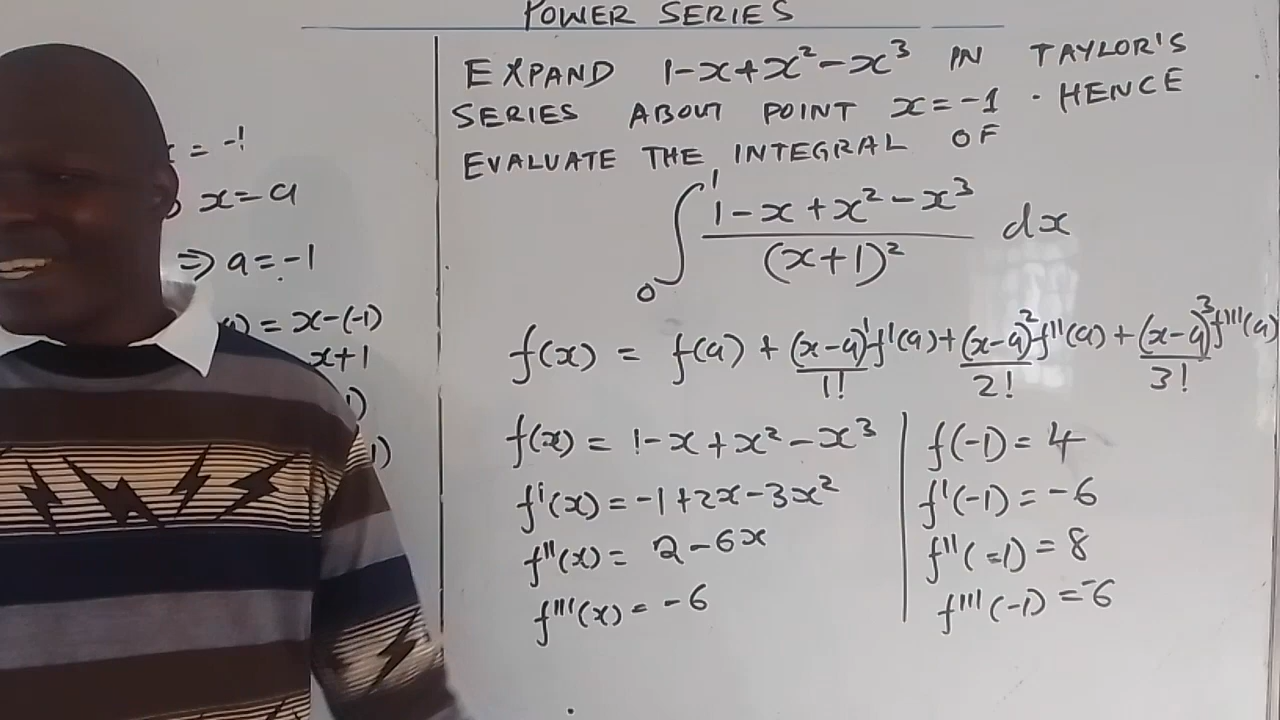 POWER SERIES
x = -1
x = a
⇒ a = -1
) = x-(-1)
x+1
)
1)
EXPAND 1-x+x²-x³ IN TAYLOR'S
SERIES ABOUT POINT x=-1 . HENCE
EVALUATE THE INTEGRAL OF
∫₀¹ (1-x+x²-x³)/(x+1)² dx
f(x) = f(a) + (x-a)¹/1! f'(a) + (x-a)²/2! f''(a) + (x-a)³/3! f'''(a)
f(x) = 1-x+x²-x³ | f(-1) = 4
f'(x) = -1+2x-3x² | f'(-1) = -6
f''(x) = 2-6x | f''(-1) = 8
f'''(x) = -6 | f'''(-1) = -6